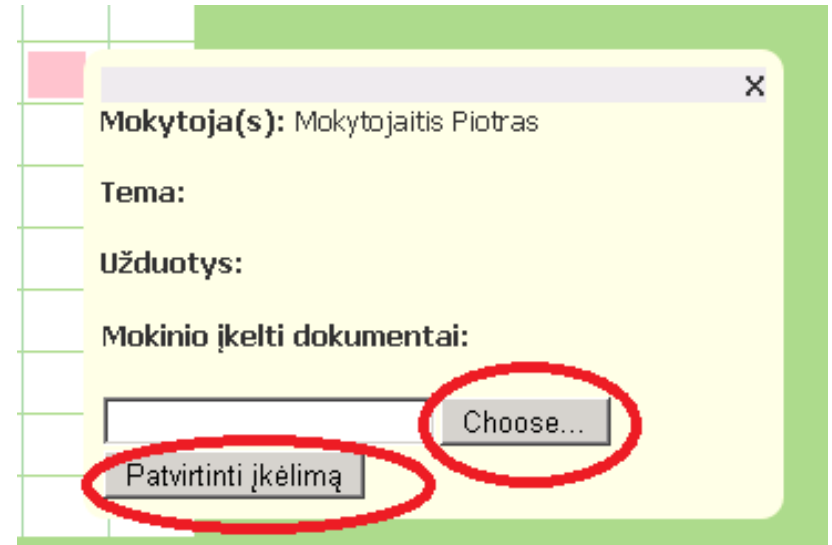 X
Mokytoja(s): Mokytojaitis Piotras
Tema:
Užduotys:
Mokinio įkelti dokumentai:
Choose...
Patvirtinti įkėlimą